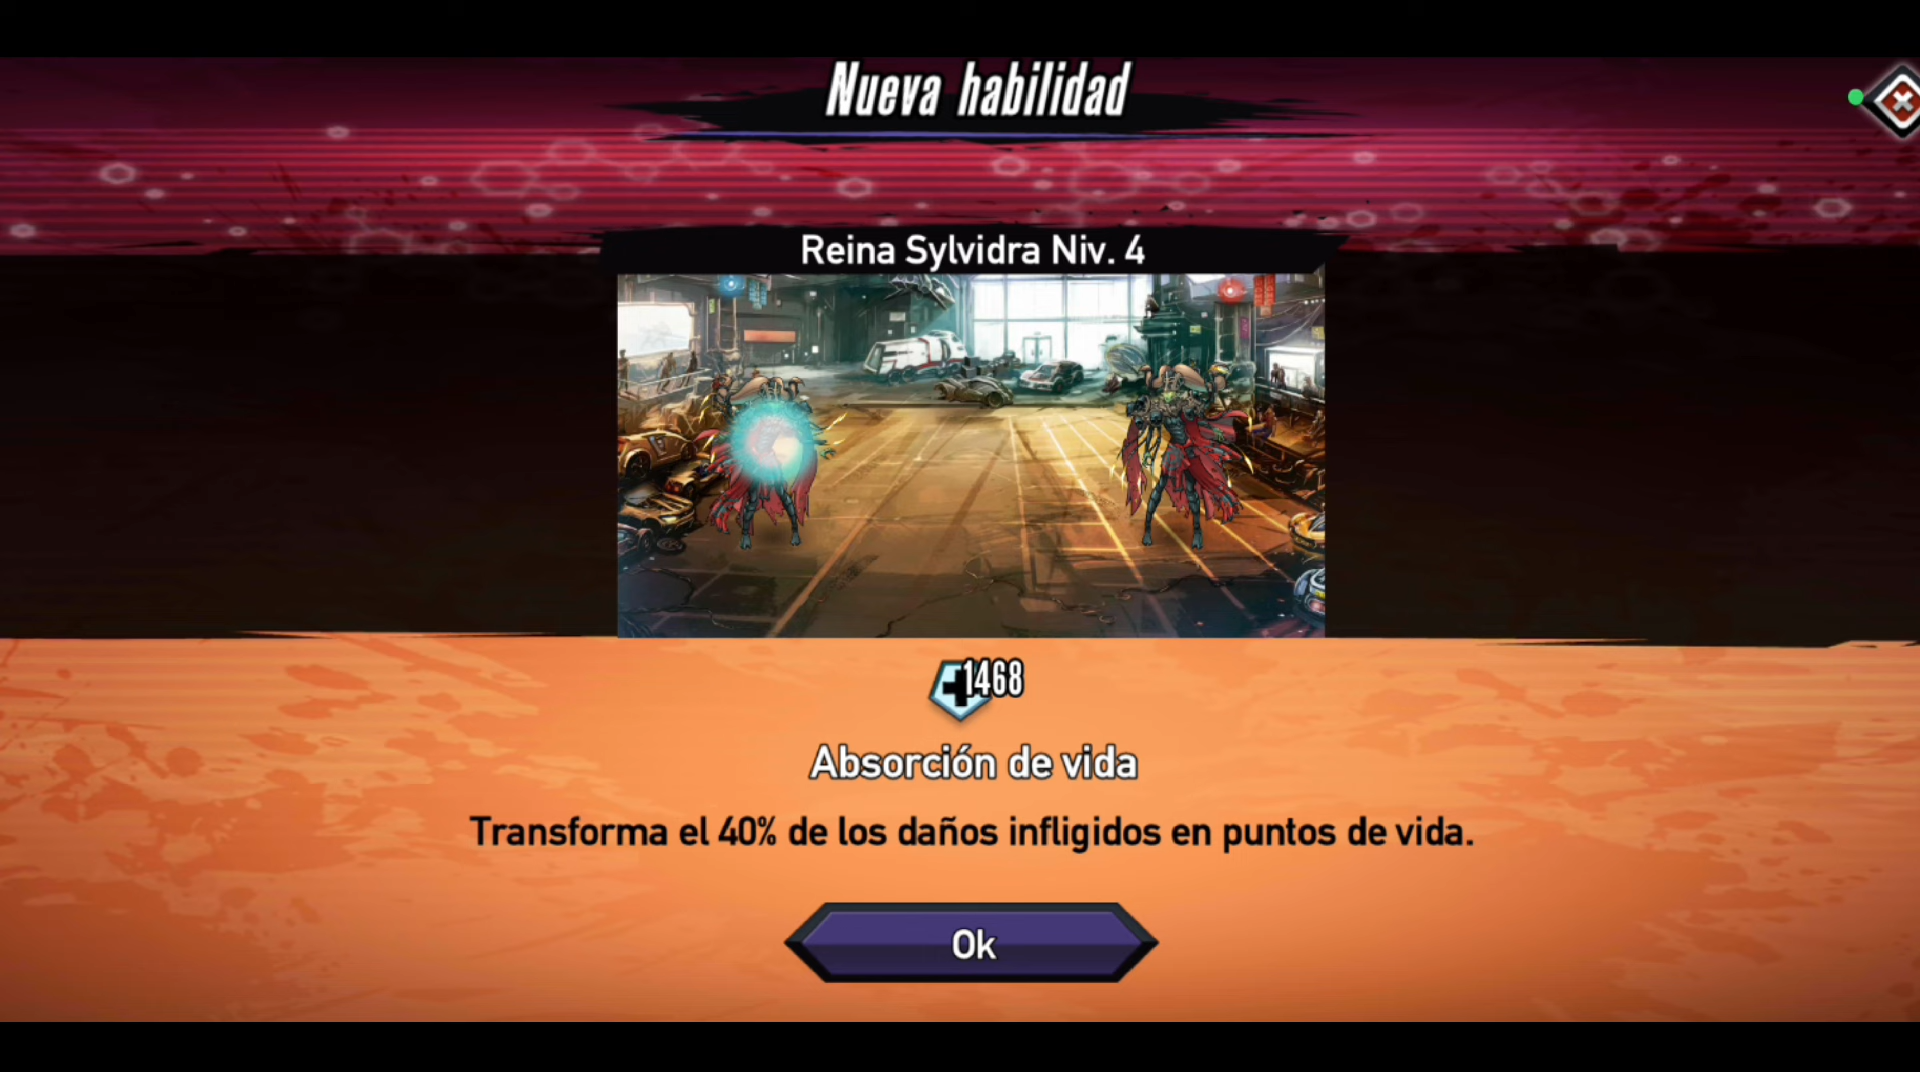 Nueva habilidad
Reina Sylvidra Niv. 4
1468
Absorción de vida
Transforma el 40% de los daños infligidos en puntos de vida.
Ok